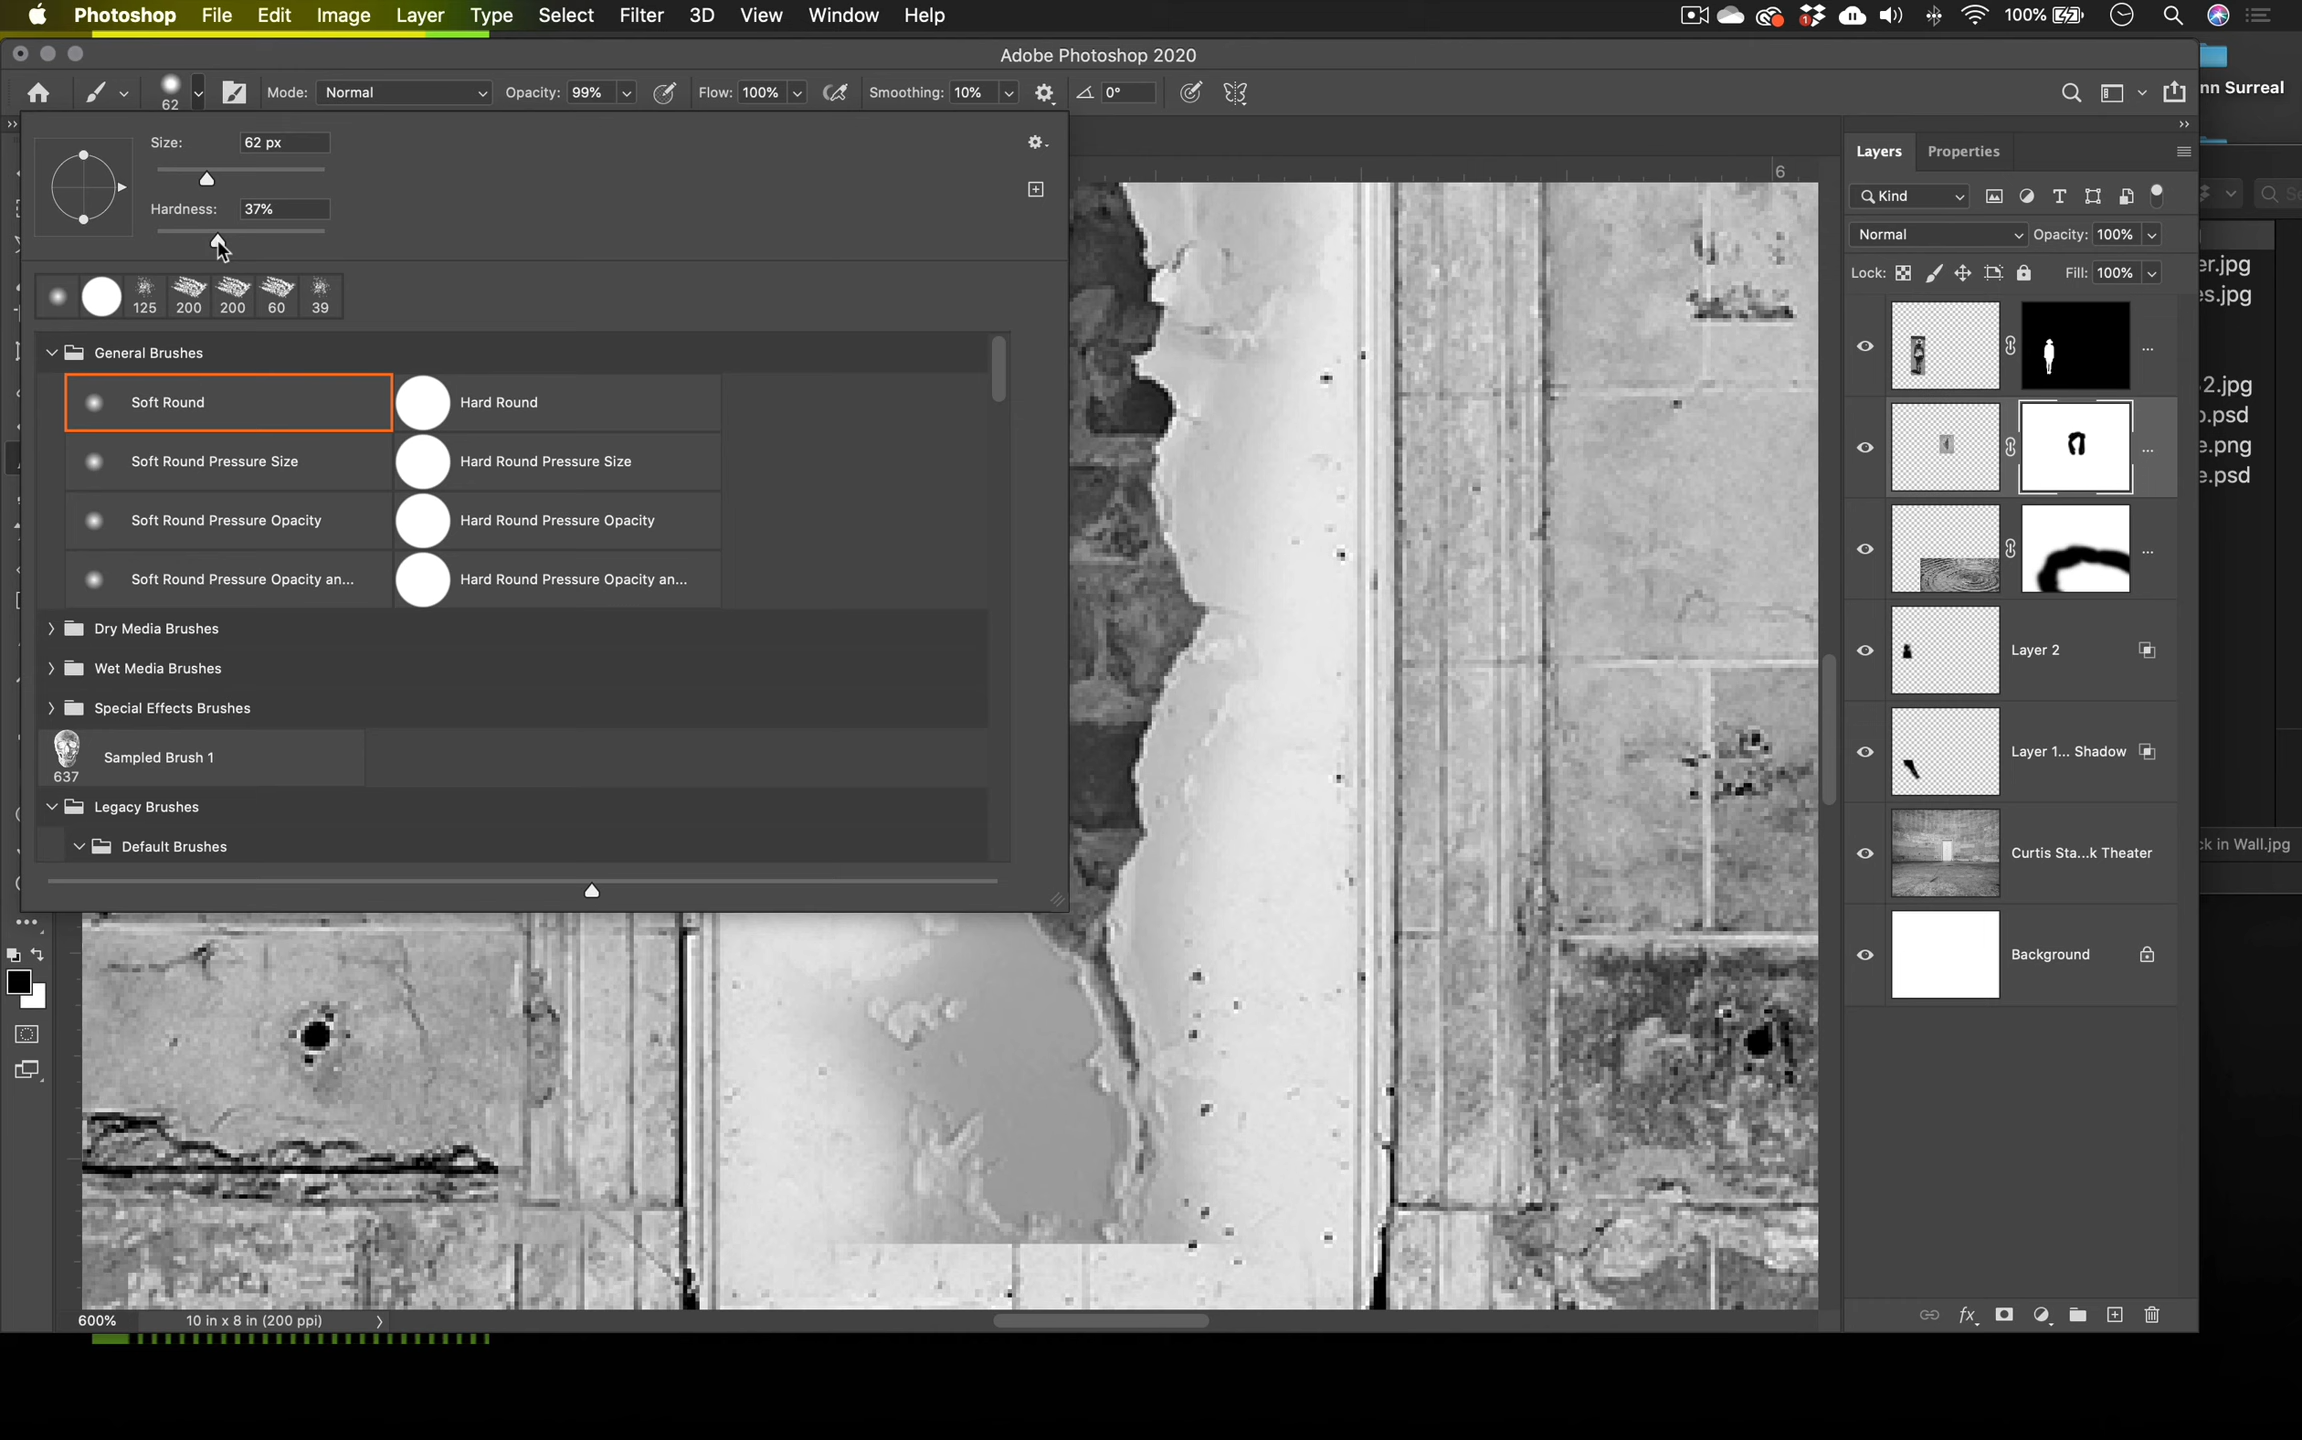 Photoshop File Edit Image Layer Type Select Filter 3D View Window Help 1 100%
Adobe Photoshop 2020
nn Surreal
62 Mode: Normal Opacity: 99% Flow: 100% Smoothing: 10% 0°
Size: 62 px
Hardness: 37%
125 200 200 60 39
General Brushes
Soft Round Hard Round
Soft Round Pressure Size Hard Round Pressure Size
Soft Round Pressure Opacity Hard Round Pressure Opacity
Soft Round Pressure Opacity an... Hard Round Pressure Opacity an...
Dry Media Brushes
Wet Media Brushes
Special Effects Brushes
Sampled Brush 1
637
Legacy Brushes
Default Brushes
6
Layers Properties
Kind
Normal Opacity: 100%
Lock: Fill: 100%
...
...
...
Layer 2
Layer 1... Shadow
Curtis Sta...k Theater
Background
er.jpg
es.jpg
2.jpg
.psd
e.png
e.psd
ck in Wall.jpg
600% 10 in x 8 in (200 ppi)